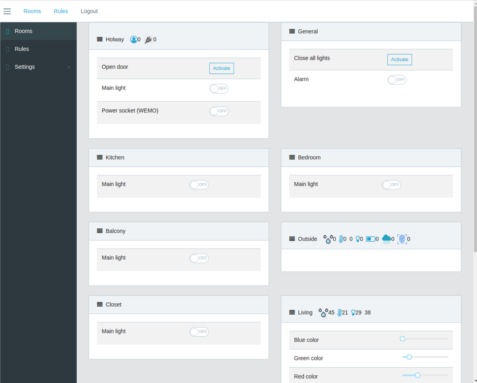 Rooms Rules Logout
Rooms
Rules
Settings
Holway 0 0
Open door Activate
Main light OFF
Power socket (WEMO) OFF
General
Close all lights Activate
Alarm OFF
Kitchen
Main light OFF
Bedroom
Main light OFF
Balcony
Main light OFF
Outside 0 0 0 0 0 0 0
Closet
Main light OFF
Living 45 21 29 38
Blue color
Green color
Red color